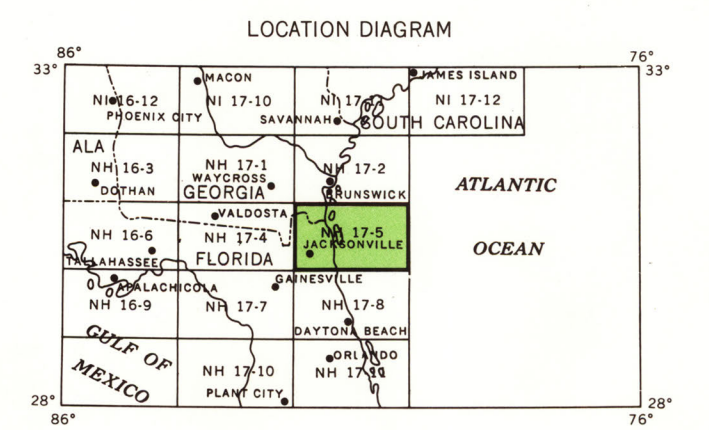 LOCATION DIAGRAM
86° 76°
33° 33°
MACON
JAMES ISLAND
NI 16-12 NI 17-10 NI 17-11 NI 17-12
PHOENIX CITY SAVANNAH SOUTH CAROLINA
ALA
NH 16-3 NH 17-1 NH 17-2
WAYCROSS
DOTHAN GEORGIA BRUNSWICK
ATLANTIC
VALDOSTA
NH 16-6 NH 17-4 NH 17-5
JACKSONVILLE
OCEAN
TALLAHASSEE FLORIDA
GAINESVILLE
APALACHICOLA
NH 16-9 NH 17-7 NH 17-8
DAYTONA BEACH
GULF OF
MEXICO
ORLANDO
NH 17-10
PLANT CITY
28° 28°
86° 76°